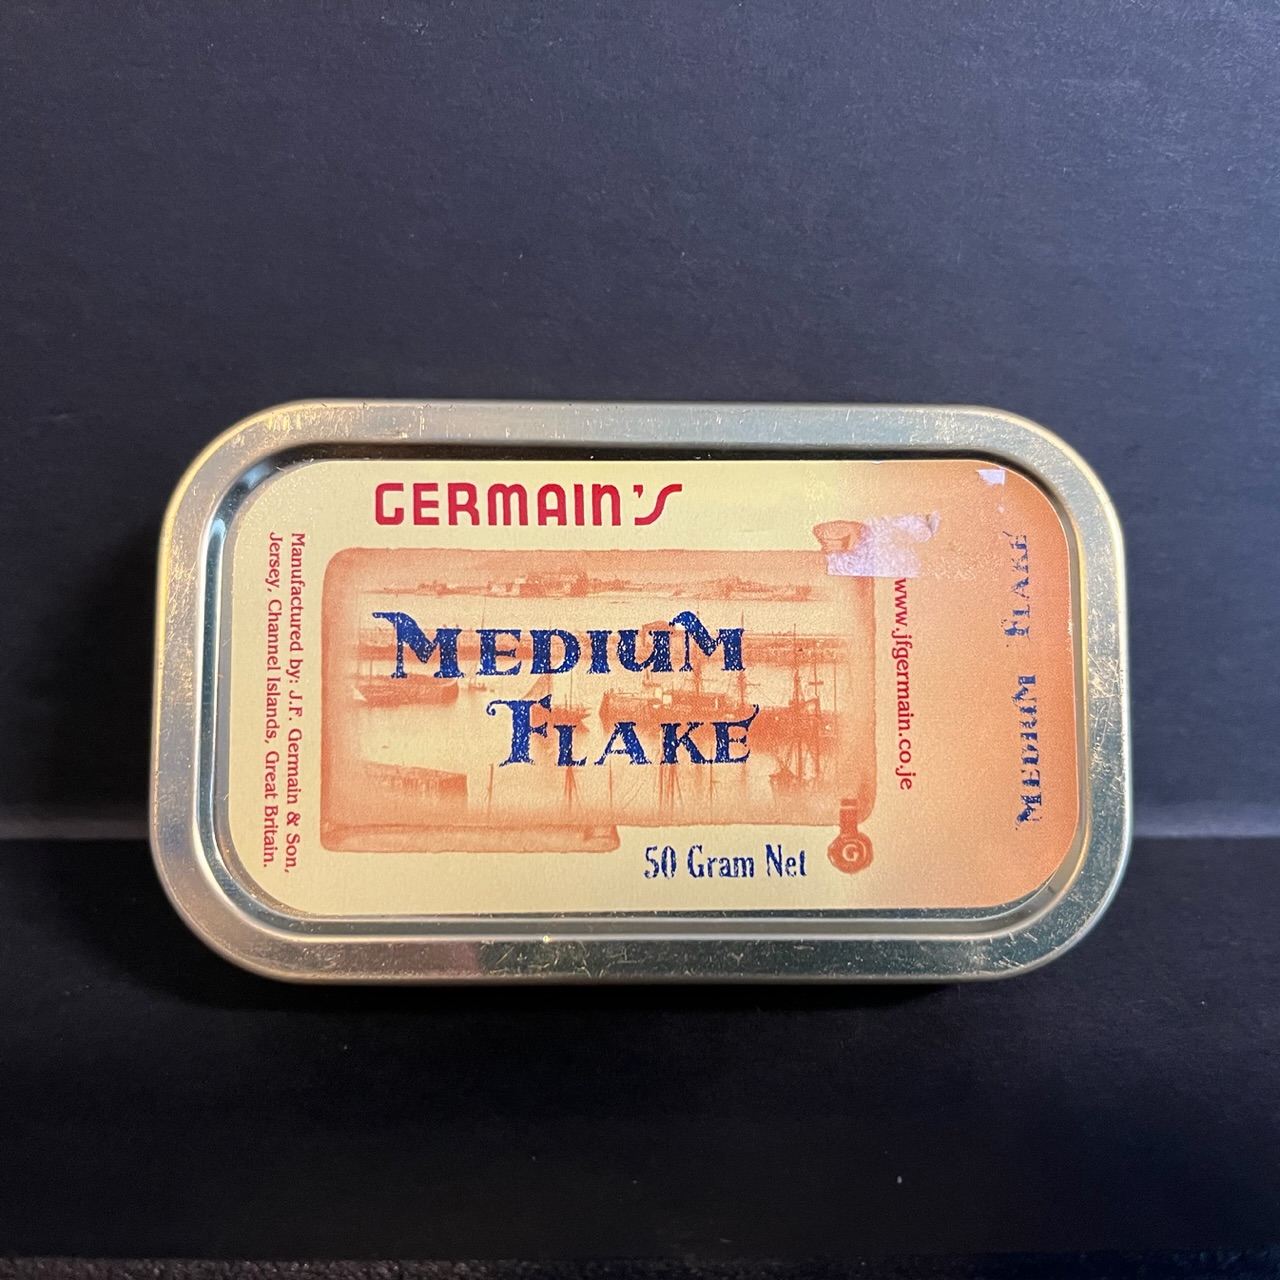 GERMAIN'S
MEDIUM
FLAKE
50 Gram Net
G
Manufactured by: J.F. Germain & Son,
Jersey, Channel Islands, Great Britain.
www.jfgermain.co.je
MEDIUM FLAKE